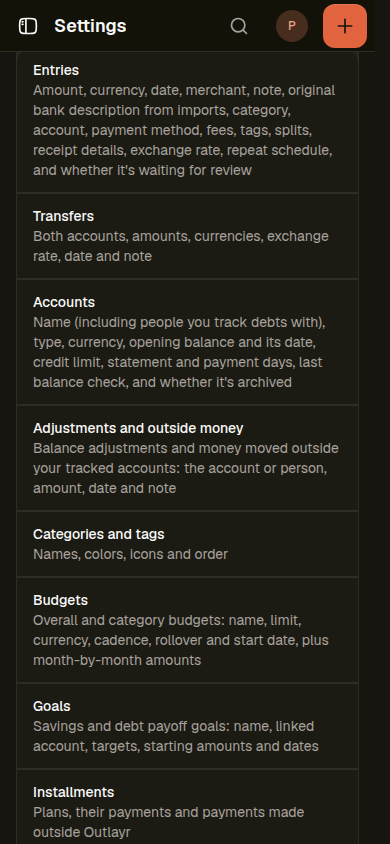 Settings
P
Entries
Amount, currency, date, merchant, note, original
bank description from imports, category,
account, payment method, fees, tags, splits,
receipt details, exchange rate, repeat schedule,
and whether it's waiting for review
Transfers
Both accounts, amounts, currencies, exchange
rate, date and note
Accounts
Name (including people you track debts with),
type, currency, opening balance and its date,
credit limit, statement and payment days, last
balance check, and whether it's archived
Adjustments and outside money
Balance adjustments and money moved outside
your tracked accounts: the account or person,
amount, date and note
Categories and tags
Names, colors, icons and order
Budgets
Overall and category budgets: name, limit,
currency, cadence, rollover and start date, plus
month-by-month amounts
Goals
Savings and debt payoff goals: name, linked
account, targets, starting amounts and dates
Installments
Plans, their payments and payments made
outside Outlayr